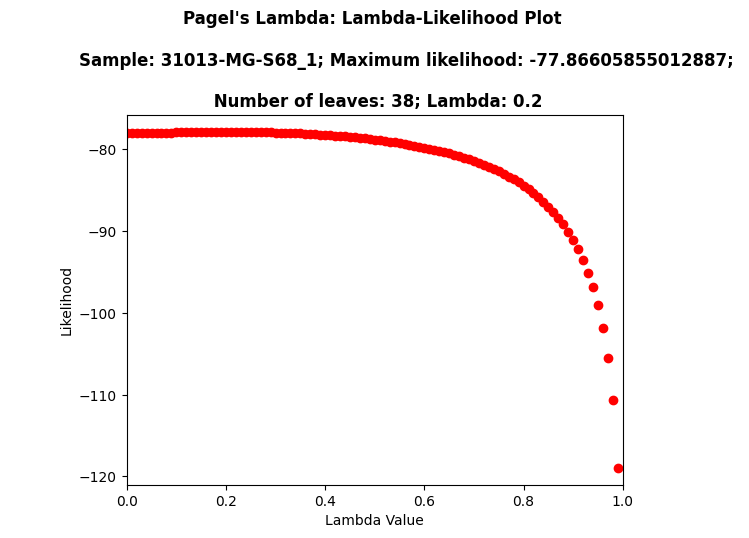 Pagel's Lambda: Lambda-Likelihood Plot
Sample: 31013-MG-S68_1; Maximum likelihood: -77.86605855012887;
Number of leaves: 38; Lambda: 0.2
−80
−90
−100
−110
−120
Likelihood
0.0 0.2 0.4 0.6 0.8 1.0
Lambda Value